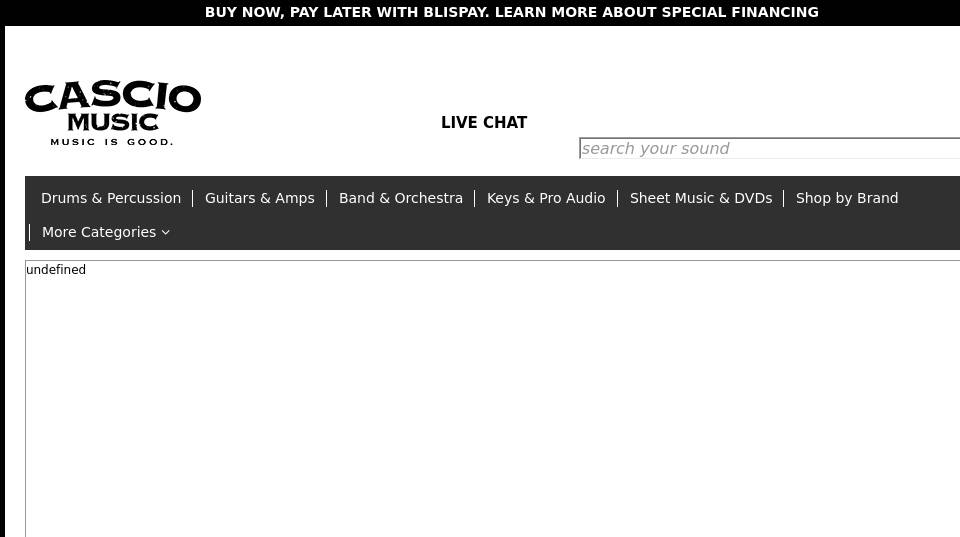 BUY NOW, PAY LATER WITH BLISPAY. LEARN MORE ABOUT SPECIAL FINANCING
CASCIO
MUSIC
MUSIC IS GOOD.
LIVE CHAT
search your sound
Drums & Percussion Guitars & Amps Band & Orchestra Keys & Pro Audio Sheet Music & DVDs Shop by Brand
More Categories
undefined